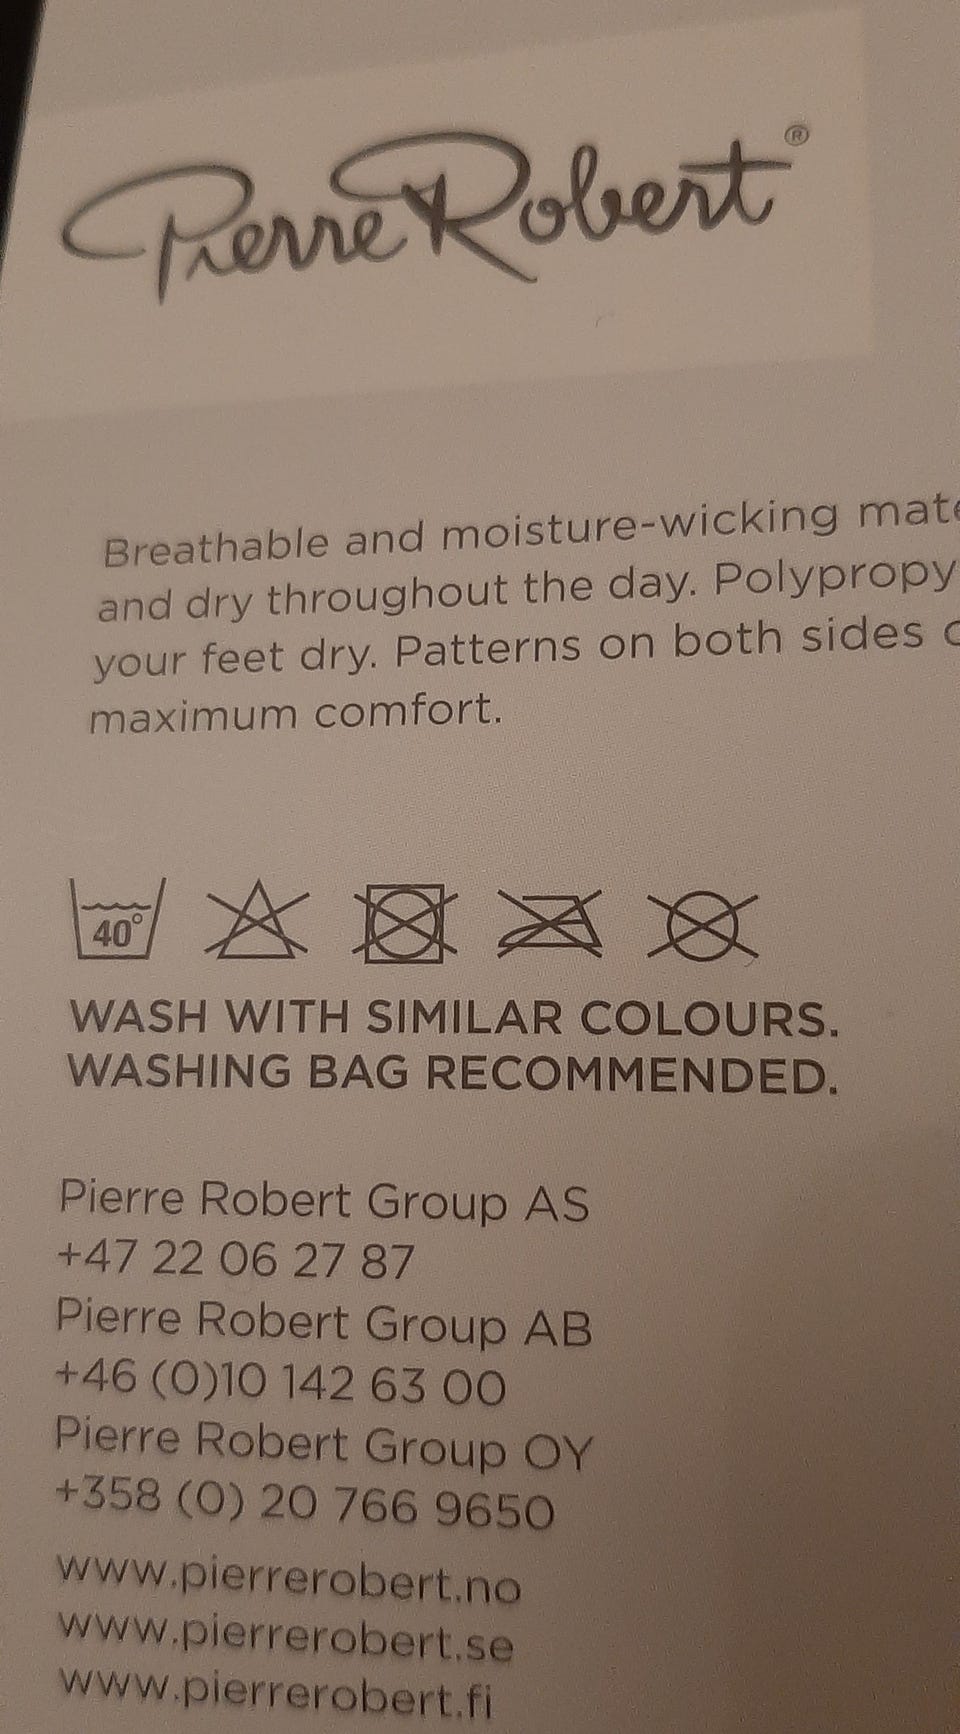 Pierre Robert®
Breathable and moisture-wicking
and dry throughout the day.
your feet dry. Patterns on both sides
maximum comfort.
40°
WASH WITH SIMILAR COLOURS.
WASHING BAG RECOMMENDED.
Pierre Robert Group AS
+47 22 06 27 87
Pierre Robert Group AB
+46 (0)10 142 63 00
Pierre Robert Group OY
+358 (0) 20 766 9650
www.pierrerobert.no
www.pierrerobert.se
www.pierrerobert.fi